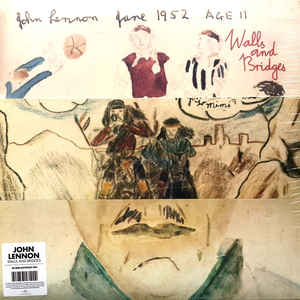 John Lennon June 1952 AGE 11
Walls
and
Bridges
JOHN
LENNON
WALLS AND BRIDGES